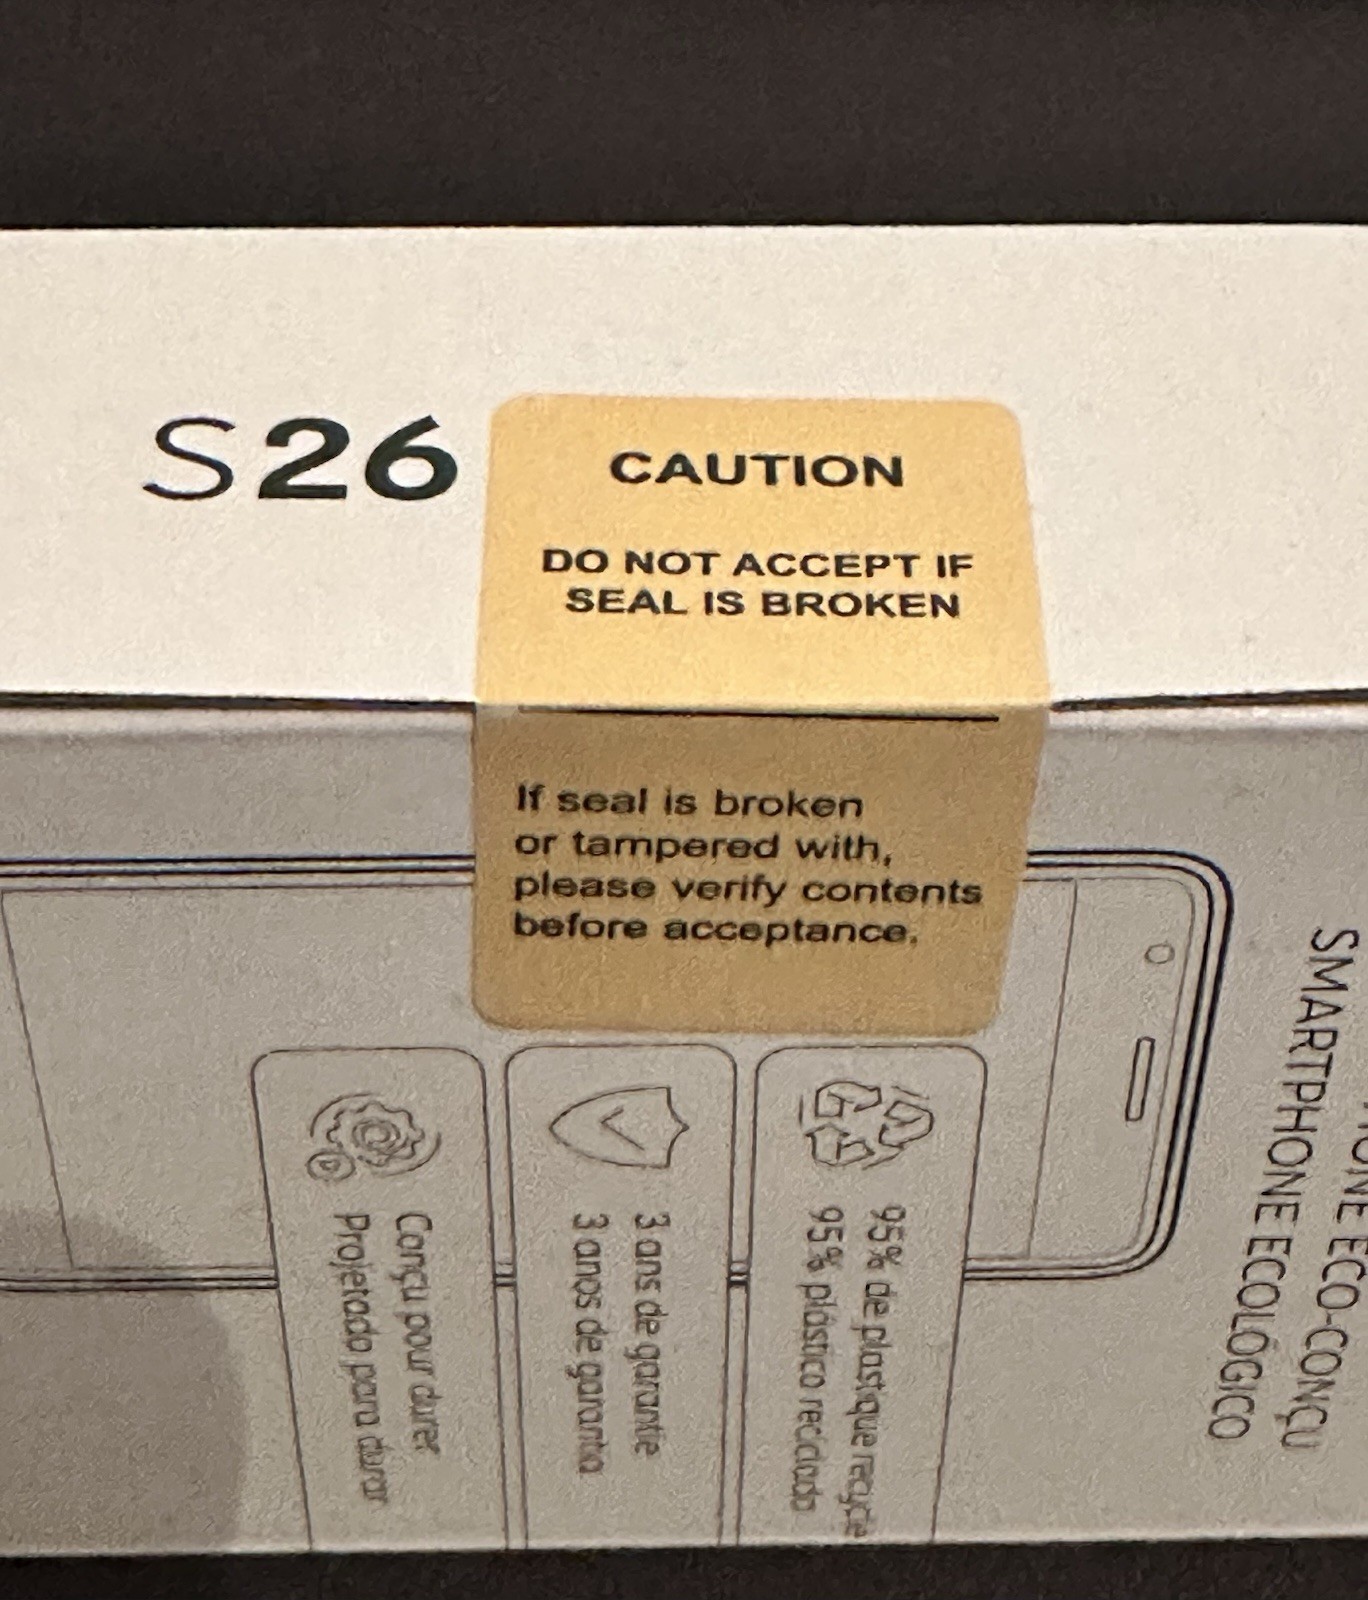 S26
CAUTION
DO NOT ACCEPT IF
SEAL IS BROKEN
If seal is broken
or tampered with,
please verify contents
before acceptance.
ECO-CONÇU
SMARTPHONE ECOLÓGICO
95% de plastique recyclé
95% plástico reciclado
3 ans de garantie
3 anos de garantia
Conçu pour durer
Projetado para durar